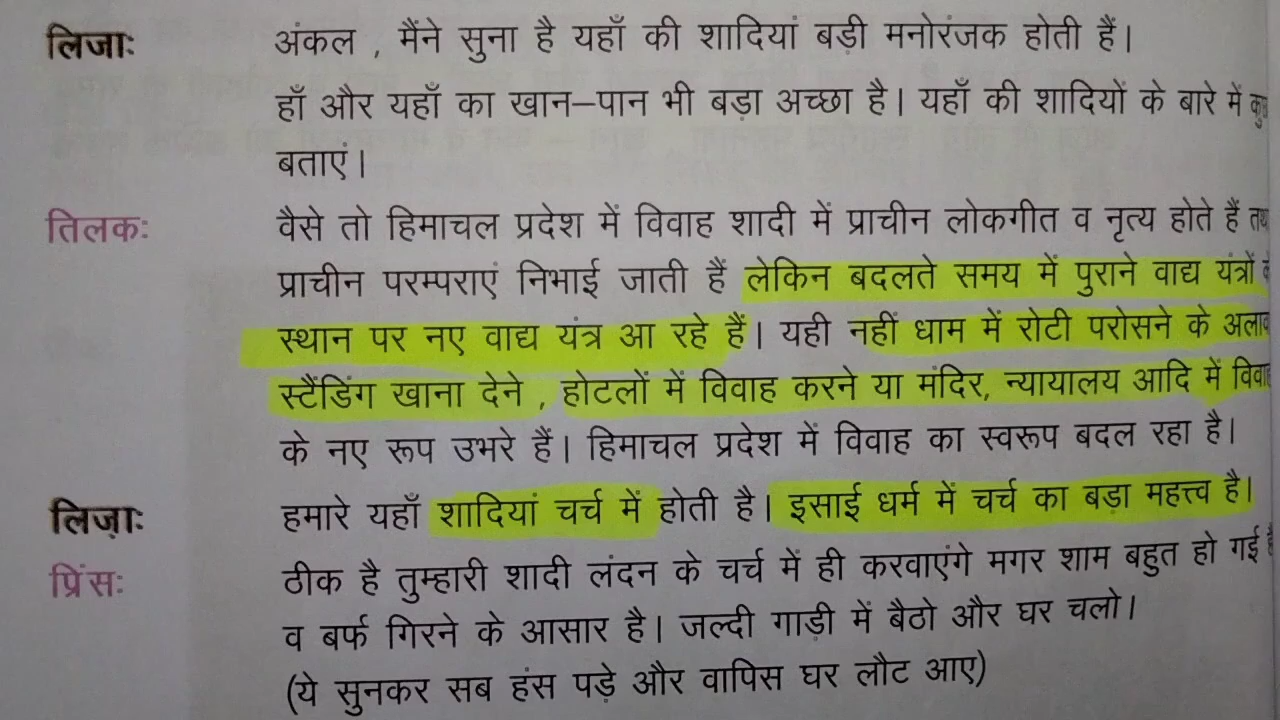 लिजाः अंकल , मैंने सुना है यहाँ की शादियां बड़ी मनोरंजक होती हैं।
हाँ और यहाँ का खान–पान भी बड़ा अच्छा है। यहाँ की शादियों के बारे में
बताएं।
तिलकः वैसे तो हिमाचल प्रदेश में विवाह शादी में प्राचीन लोकगीत व नृत्य होते हैं
प्राचीन परम्पराएं निभाई जाती हैं लेकिन बदलते समय में पुराने वाद्य यंत्रों
स्थान पर नए वाद्य यंत्र आ रहे हैं। यही नहीं धाम में रोटी परोसने के
स्टैंडिंग खाना देने , होटलों में विवाह करने या मंदिर, न्यायालय आदि में
के नए रूप उभरे हैं। हिमाचल प्रदेश में विवाह का स्वरूप बदल रहा है।
लिज़ाः हमारे यहाँ शादियां चर्च में होती है। इसाई धर्म में चर्च का बड़ा महत्त्व है।
प्रिंसः ठीक है तुम्हारी शादी लंदन के चर्च में ही करवाएंगे मगर शाम बहुत हो गई
व बर्फ गिरने के आसार है। जल्दी गाड़ी में बैठो और घर चलो।
(ये सुनकर सब हंस पड़े और वापिस घर लौट आए)